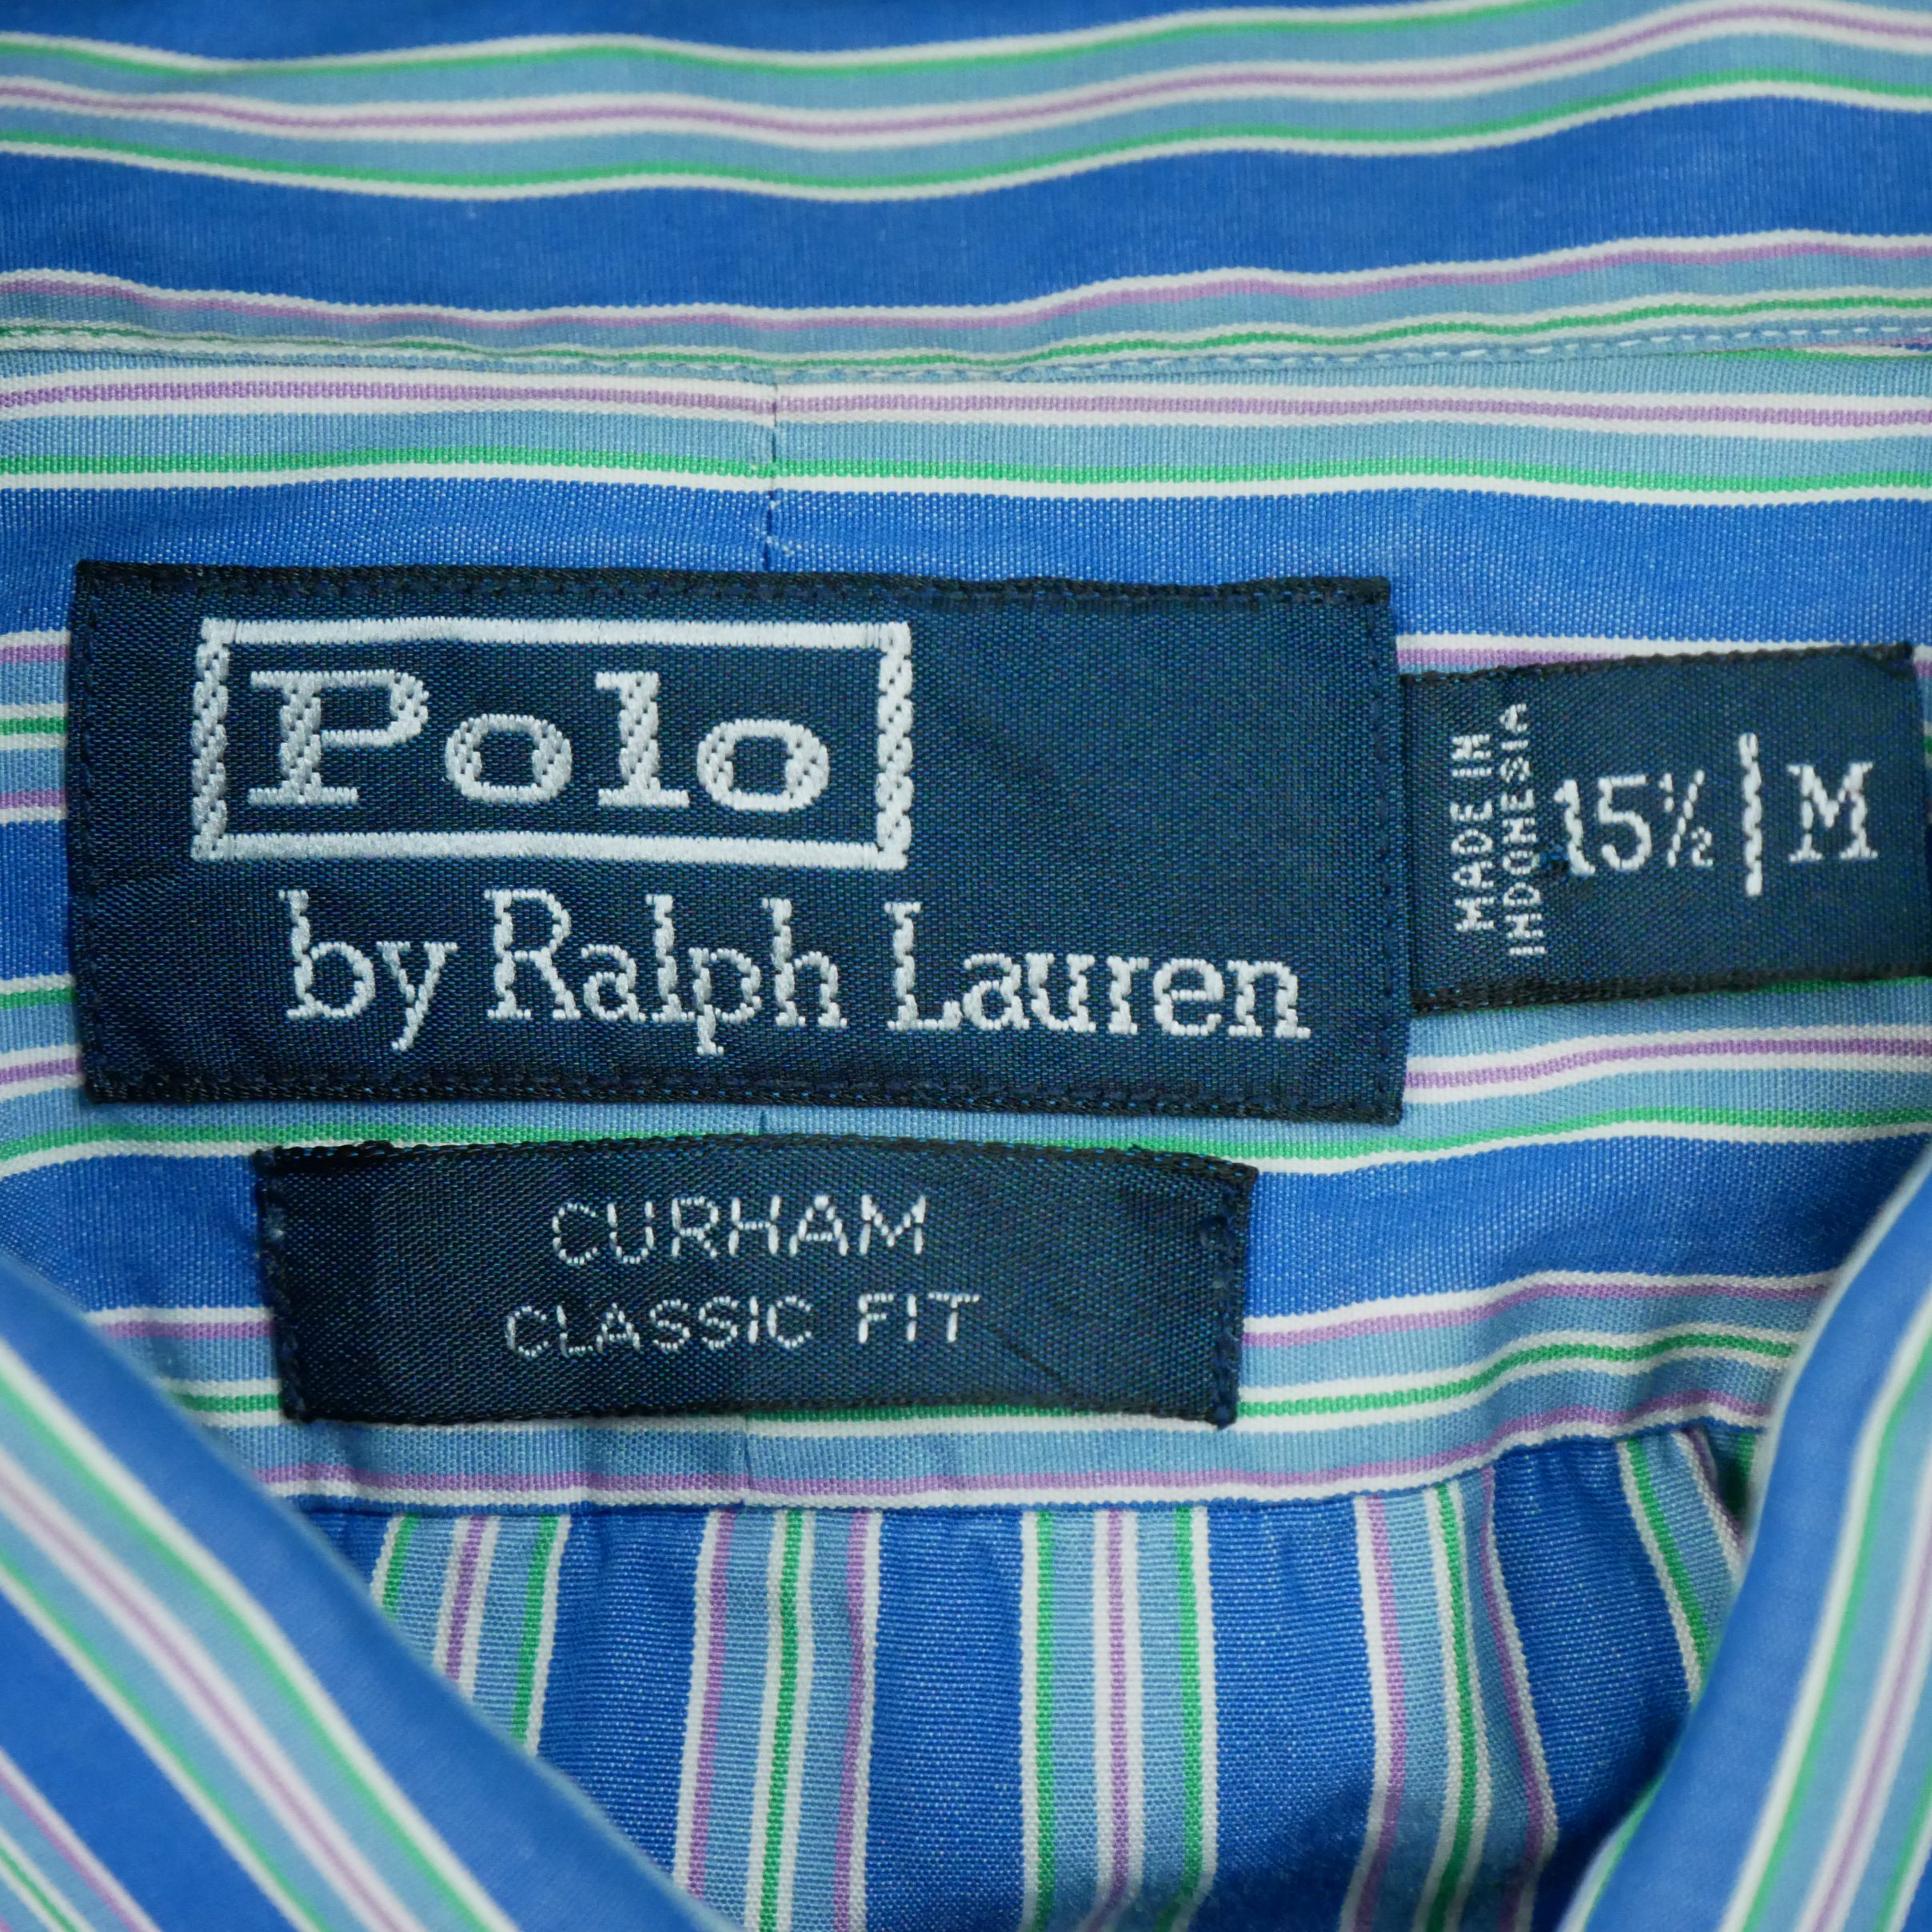 Polo
by Ralph Lauren
MADE IN
INDONESIA
15½ | M
CURHAM
CLASSIC FIT